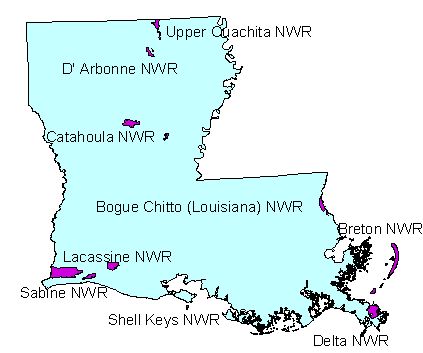 Upper Ouachita NWR
D' Arbonne NWR
Catahoula NWR
Bogue Chitto (Louisiana) NWR
Breton NWR
Lacassine NWR
Sabine NWR
Shell Keys NWR
Delta NWR